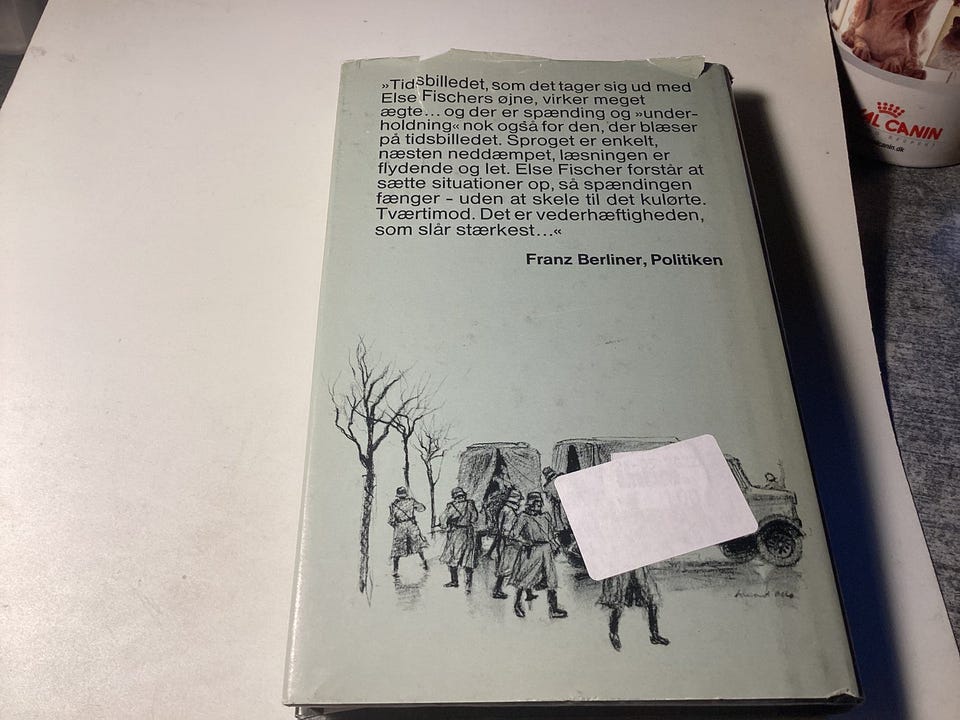 »Tidsbilledet, som det tager sig ud med
Else Fischers øjne, virker meget
ægte... og der er spænding og »under-
holdning« nok også for den, der blæser
på tidsbilledet. Sproget er enkelt,
næsten neddæmpet, læsningen er
flydende og let. Else Fischer forstår at
sætte situationer op, så spændingen
fænger – uden at skele til det kulørte.
Tværtimod. Det er vederhæftigheden,
som slår stærkest...«
Franz Berliner, Politiken
AL CANIN